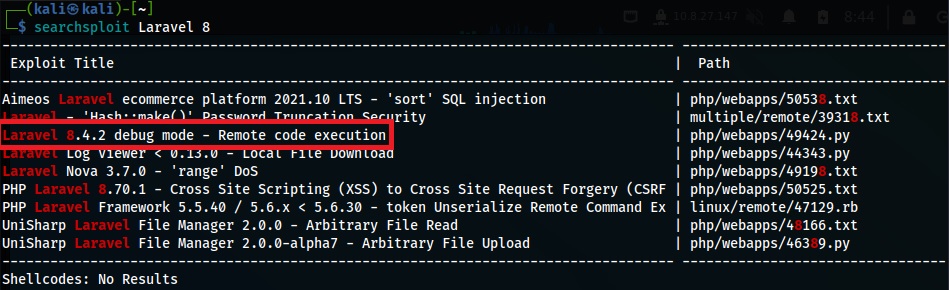 (kali㉿kali)-[~]
$ searchsploit Laravel 8
10.8.27.147 8:44
Exploit Title | Path
Aimeos Laravel ecommerce platform 2021.10 LTS - 'sort' SQL injection | php/webapps/50538.txt
Laravel - 'Hash::make()' Password Truncation Security | multiple/remote/39318.txt
Laravel 8.4.2 debug mode - Remote code execution | php/webapps/49424.py
Laravel Log Viewer < 0.13.0 - Local File Download | php/webapps/44343.py
Laravel Nova 3.7.0 - 'range' DoS | php/webapps/49198.txt
PHP Laravel 8.70.1 - Cross Site Scripting (XSS) to Cross Site Request Forgery (CSRF | php/webapps/50525.txt
PHP Laravel Framework 5.5.40 / 5.6.x < 5.6.30 - token Unserialize Remote Command Ex | linux/remote/47129.rb
UniSharp Laravel File Manager 2.0.0 - Arbitrary File Read | php/webapps/48166.txt
UniSharp Laravel File Manager 2.0.0-alpha7 - Arbitrary File Upload | php/webapps/46389.py
Shellcodes: No Results